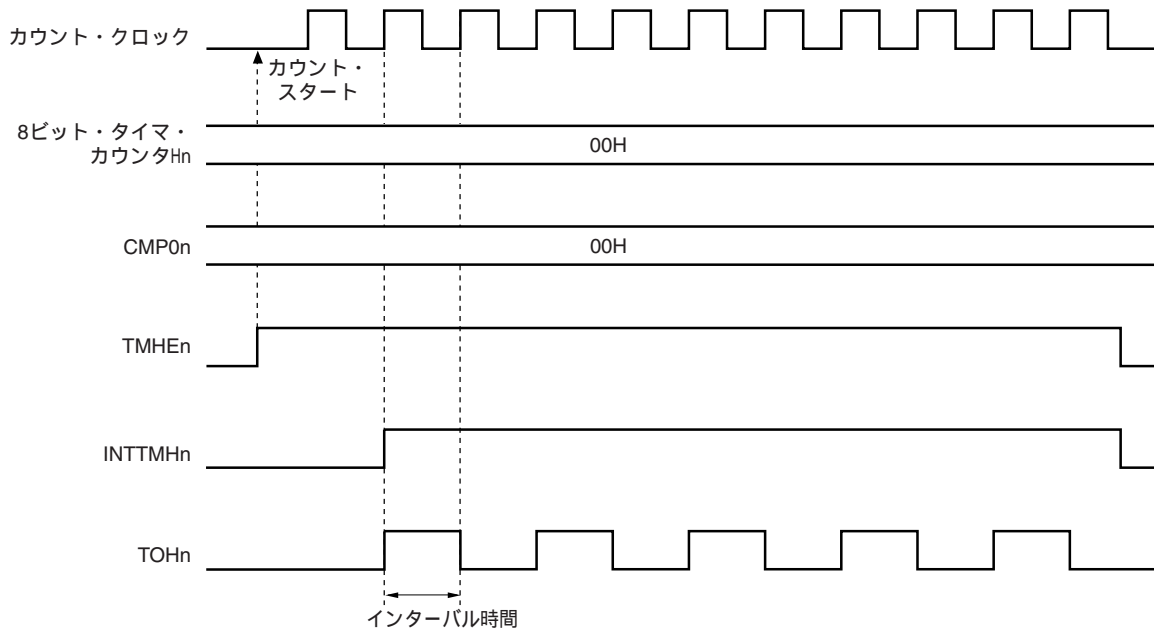 カウント・クロック
カウント・
スタート
8ビット・タイマ・
カウンタHn
00H
CMP0n
00H
TMHEn
INTTMHn
TOHn
インターバル時間